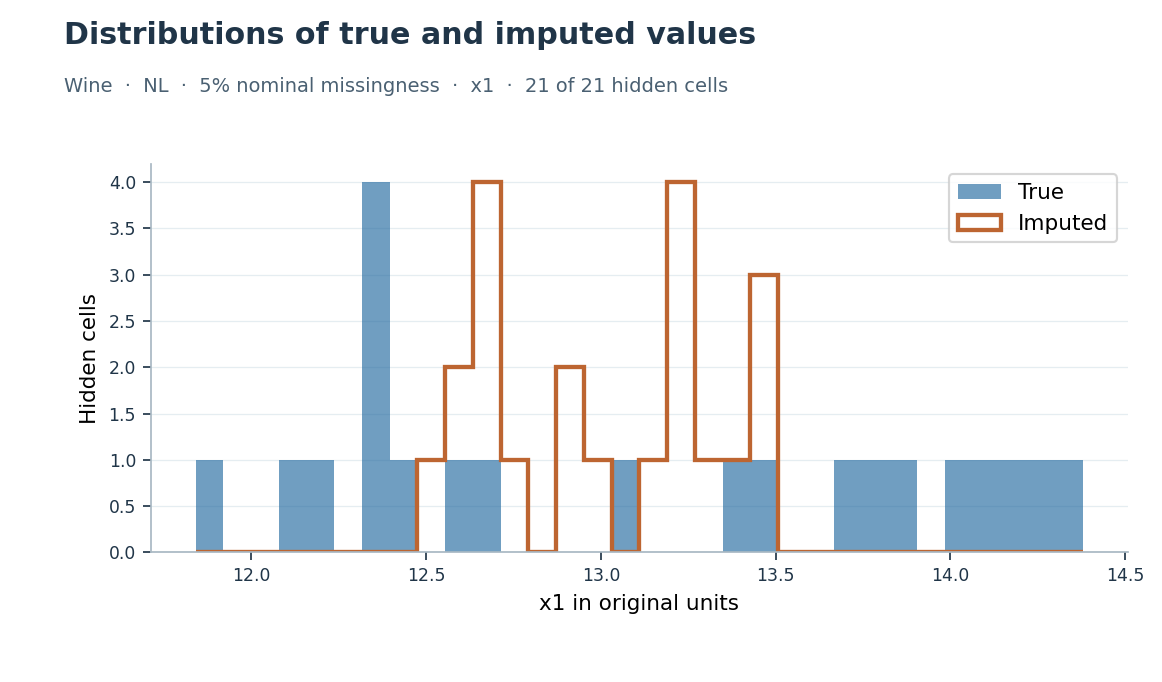 Distributions of true and imputed values
Wine · NL · 5% nominal missingness · x1 · 21 of 21 hidden cells
True
Imputed
Hidden cells
4.0
3.5
3.0
2.5
2.0
1.5
1.0
0.5
0.0
12.0 12.5 13.0 13.5 14.0 14.5
x1 in original units